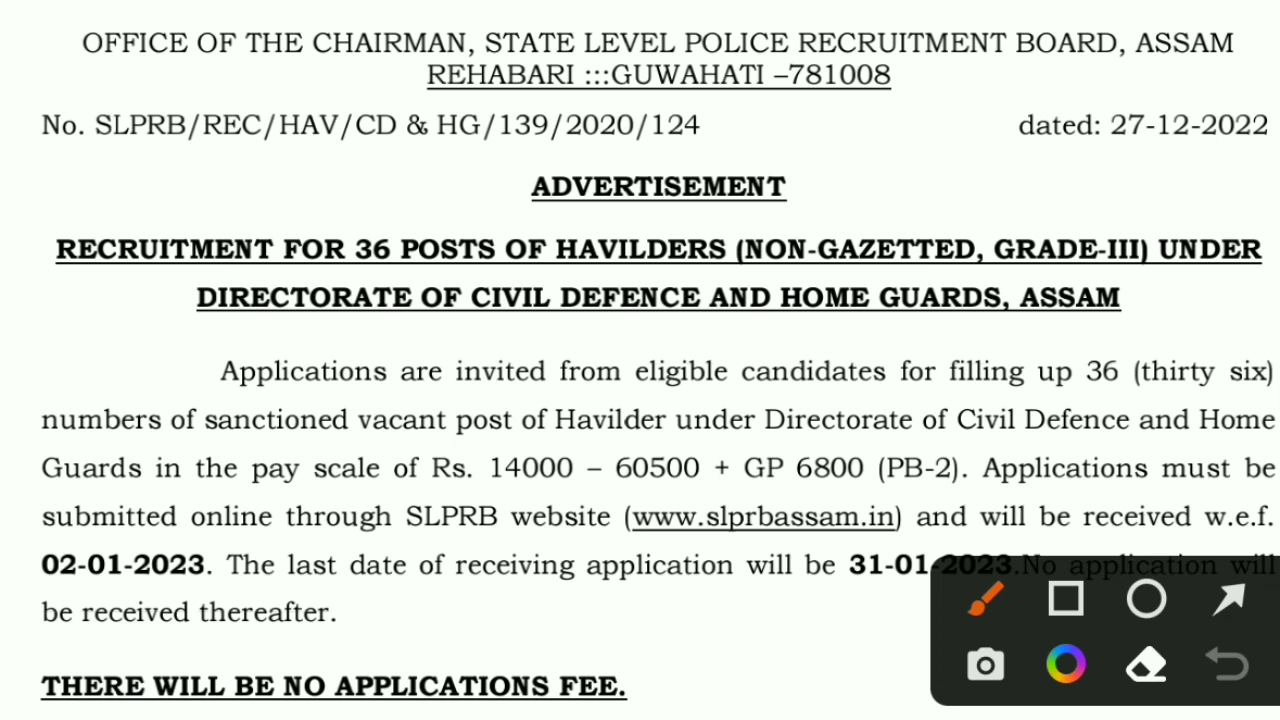 OFFICE OF THE CHAIRMAN, STATE LEVEL POLICE RECRUITMENT BOARD, ASSAM
REHABARI :::GUWAHATI –781008
No. SLPRB/REC/HAV/CD & HG/139/2020/124 dated: 27-12-2022
ADVERTISEMENT
RECRUITMENT FOR 36 POSTS OF HAVILDERS (NON-GAZETTED, GRADE-III) UNDER
DIRECTORATE OF CIVIL DEFENCE AND HOME GUARDS, ASSAM
Applications are invited from eligible candidates for filling up 36 (thirty six)
numbers of sanctioned vacant post of Havilder under Directorate of Civil Defence and Home
Guards in the pay scale of Rs. 14000 – 60500 + GP 6800 (PB-2). Applications must be
submitted online through SLPRB website (www.slprbassam.in) and will be received w.e.f.
02-01-2023. The last date of receiving application will be 31-01-2023.No application will
be received thereafter.
THERE WILL BE NO APPLICATIONS FEE.